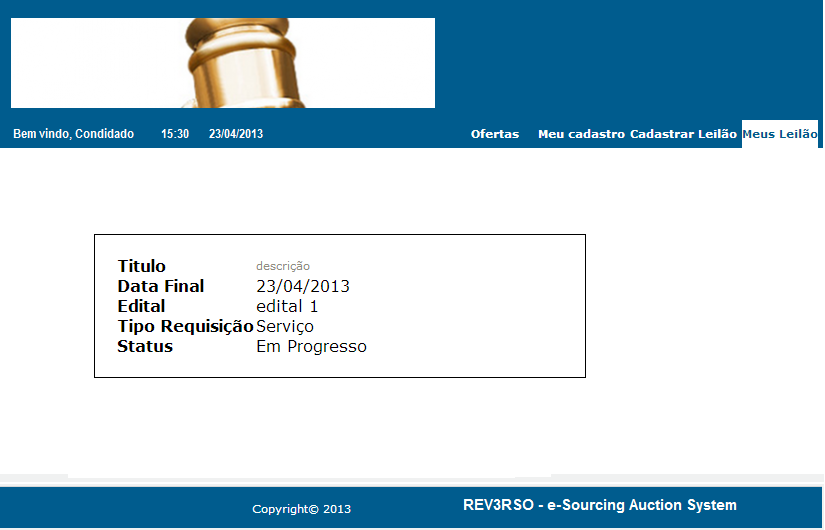 Bem vindo, Condidado 15:30 23/04/2013 Ofertas Meu cadastro Cadastrar Leilão Meus Leilão
Titulo descrição
Data Final 23/04/2013
Edital edital 1
Tipo Requisição Serviço
Status Em Progresso
Copyright© 2013 REV3RSO - e-Sourcing Auction System